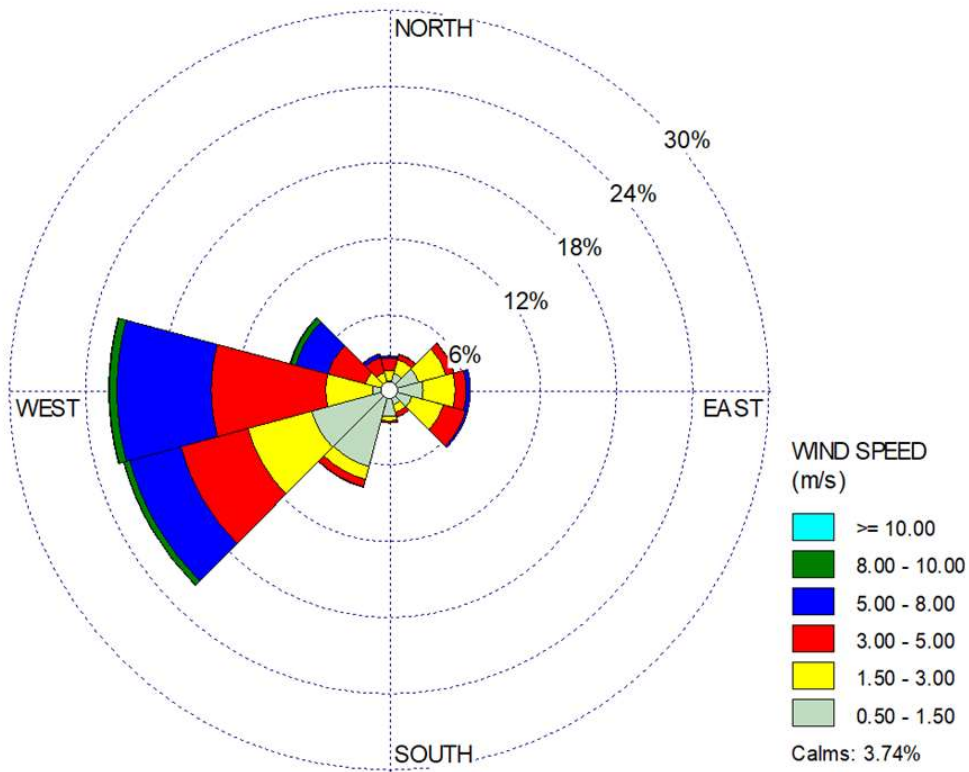 NORTH
30%
24%
18%
12%
6%
WEST
EAST
SOUTH
WIND SPEED
(m/s)
>= 10.00
8.00 - 10.00
5.00 - 8.00
3.00 - 5.00
1.50 - 3.00
0.50 - 1.50
Calms: 3.74%